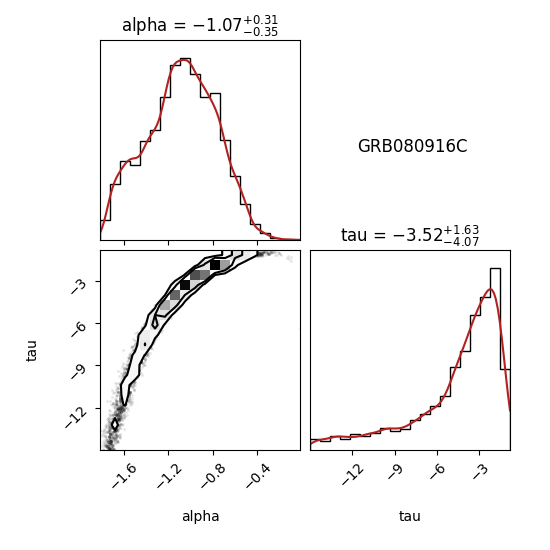 alpha = −1.07+0.31 −0.35
GRB080916C
tau = −3.52+1.63 −4.07
tau
−3
−6
−9
−12
−1.6 −1.2 −0.8 −0.4
alpha
−12 −9 −6 −3
tau